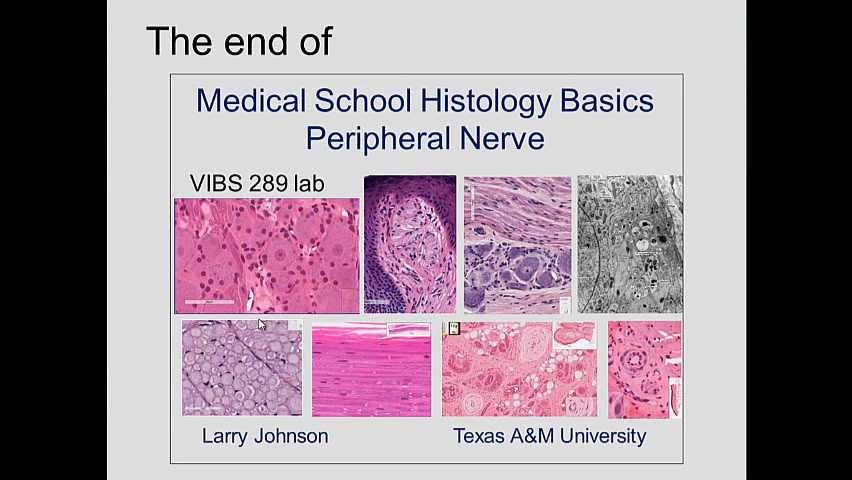 The end of
Medical School Histology Basics
Peripheral Nerve
VIBS 289 lab
Larry Johnson
Texas A&M University